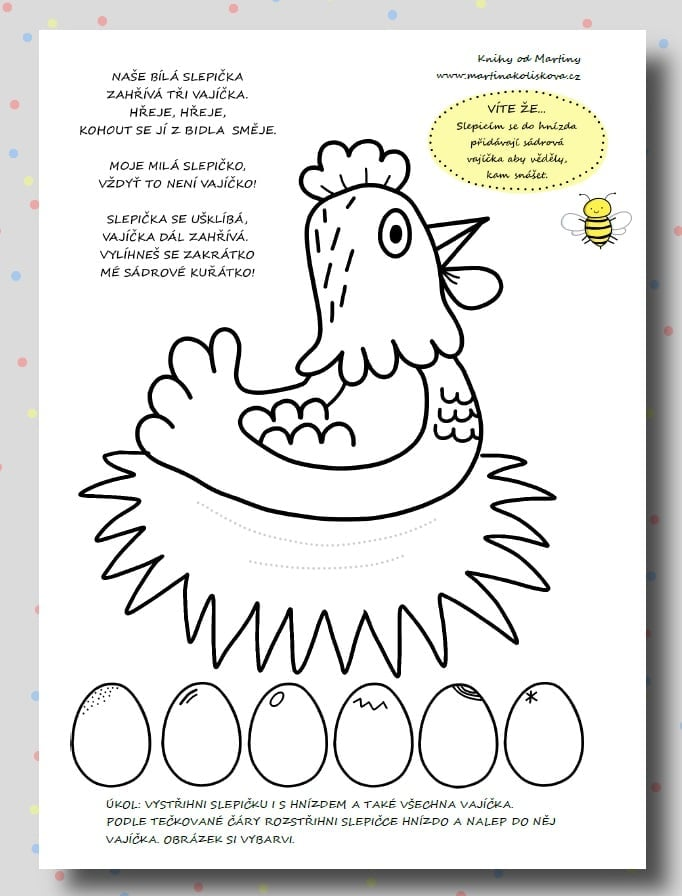 Knihy od Martiny
www.martinakoliskova.cz
NAŠE BÍLÁ SLEPIČKA
ZAHŘÍVÁ TŘI VAJÍČKA.
HŘEJE, HŘEJE,
KOHOUT SE JÍ Z BIDLA SMĚJE.
MOJE MILÁ SLEPIČKO,
VŽDYŤ TO NENÍ VAJÍČKO!
SLEPIČKA SE UŠKLÍBÁ,
VAJÍČKA DÁL ZAHŘÍVÁ.
VYLÍHNEŠ SE ZAKRÁTKO
MÉ SÁDROVÉ KUŘÁTKO!
VÍTE ŽE...
Slepicím se do hnízda
přidávají sádrová
vajíčka aby věděly,
kam snášet.
ÚKOL: VYSTŘIHNI SLEPIČKU I S HNÍZDEM A TAKÉ VŠECHNA VAJÍČKA.
PODLE TEČKOVANÉ ČÁRY ROZSTŘIHNI SLEPIČCE HNÍZDO A NALEP DO NĚJ
VAJÍČKA. OBRÁZEK SI VYBARVI.